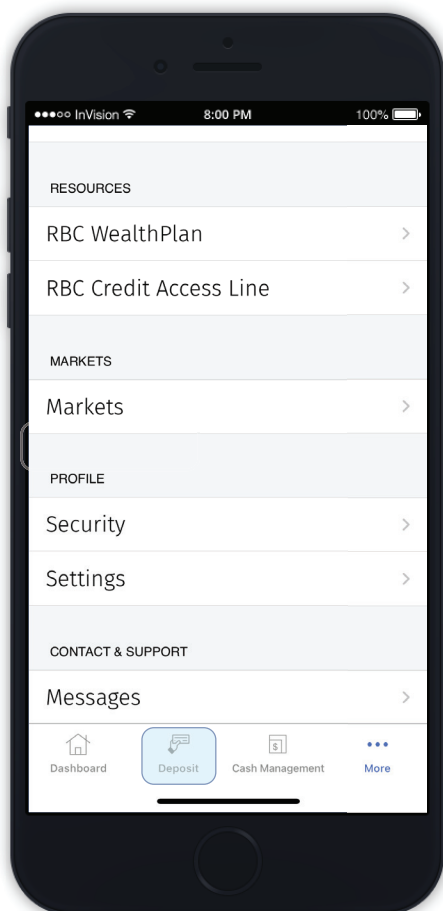 ●●●○○ InVision 8:00 PM 100%
RESOURCES
RBC WealthPlan
RBC Credit Access Line
MARKETS
Markets
PROFILE
Security
Settings
CONTACT & SUPPORT
Messages
Dashboard Deposit Cash Management More